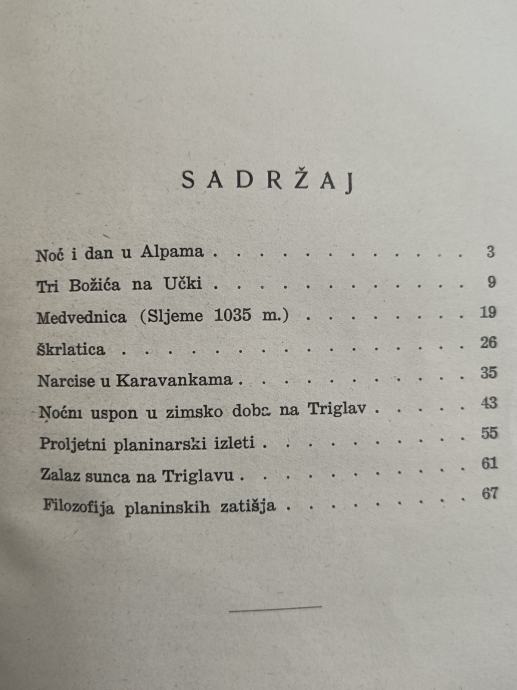 SADRŽAJ
Noć i dan u Alpama . . . . . . . . . . . . 3
Tri Božića na Učki . . . . . . . . . . . . 9
Medvednica (Sljeme 1035 m.) . . . . . . . . 19
Škrlatica . . . . . . . . . . . . . . . 26
Narcise u Karavankama . . . . . . . . . . 35
Noćni uspon u zimsko doba na Triglav . . . . . 43
Proljetni planinarski izleti . . . . . . . . . . 55
Zalaz sunca na Triglavu . . . . . . . . . . . 61
Filozofija planinskih zatišja . . . . . . . . . 67